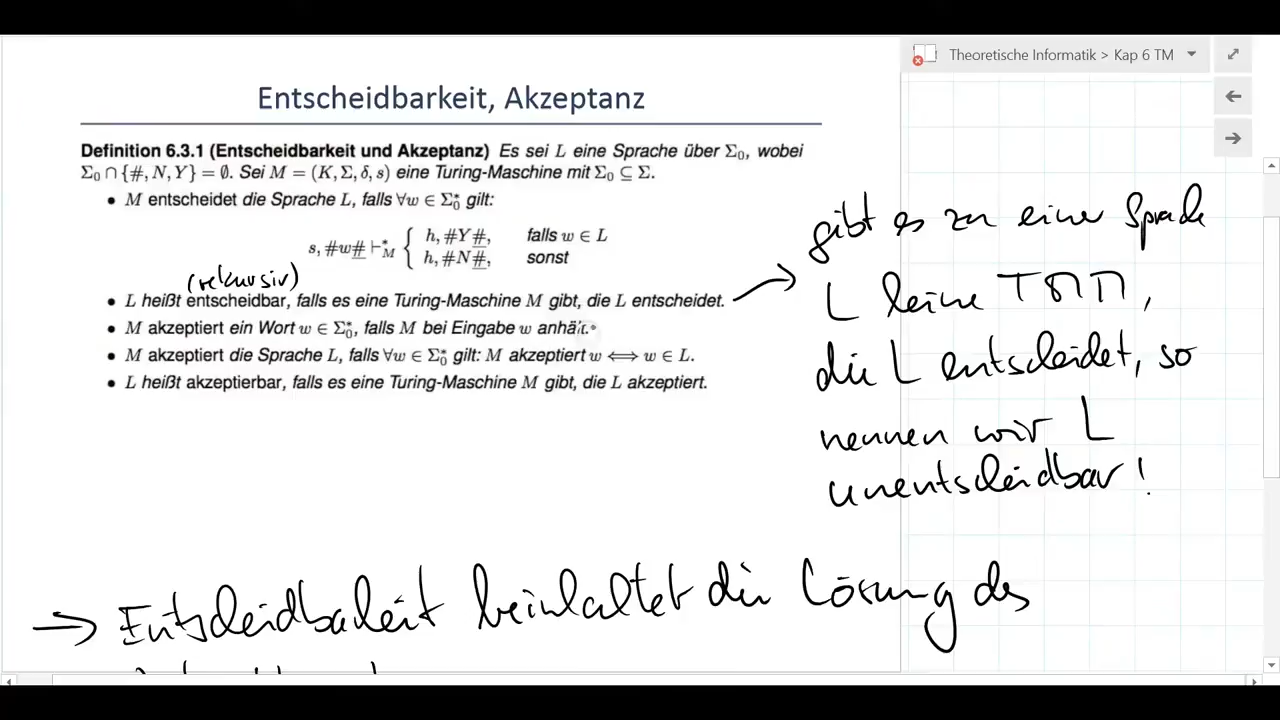 Theoretische Informatik > Kap 6 TM
Entscheidbarkeit, Akzeptanz
Definition 6.3.1 (Entscheidbarkeit und Akzeptanz) Es sei L eine Sprache über Σ₀, wobei
Σ₀ ∩ {#, N, Y} = ∅. Sei M = (K, Σ, δ, s) eine Turing-Maschine mit Σ₀ ⊆ Σ.
• M entscheidet die Sprache L, falls ∀w ∈ Σ₀* gilt:
s, #w# ⊢*_M { h, #Y#, falls w ∈ L
h, #N#, sonst
(rekursiv)
• L heißt entscheidbar, falls es eine Turing-Maschine M gibt, die L entscheidet.
• M akzeptiert ein Wort w ∈ Σ₀*, falls M bei Eingabe w anhält.
• M akzeptiert die Sprache L, falls ∀w ∈ Σ₀* gilt: M akzeptiert w ⟺ w ∈ L.
• L heißt akzeptierbar, falls es eine Turing-Maschine M gibt, die L akzeptiert.
gibt es zu einer Sprache
L keine
die L entscheidet, so
nennen wir L
unentscheidbar!
→ Entscheidbarkeit beinhaltet die Lösung des